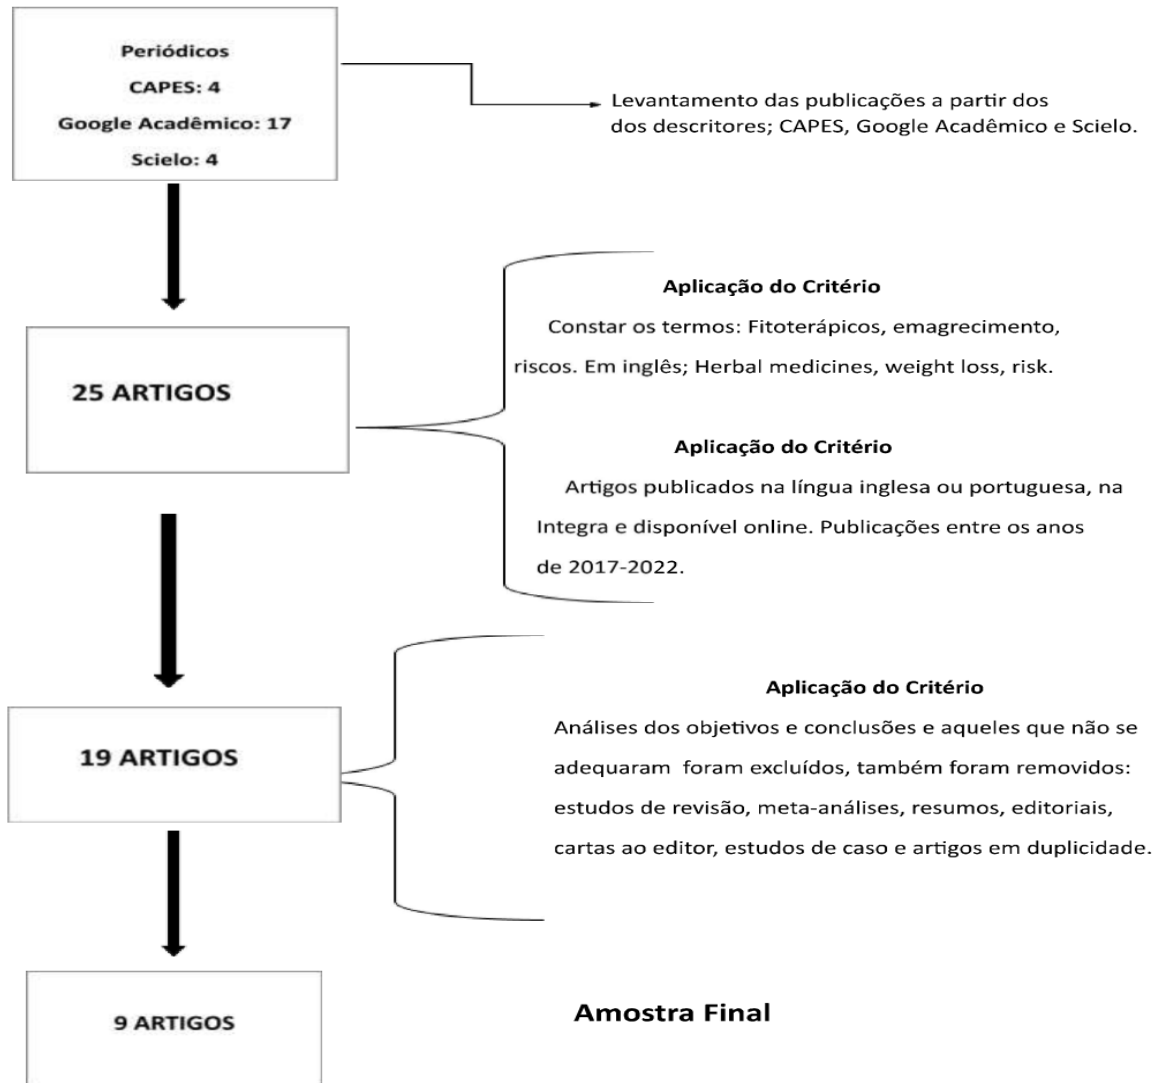 Periódicos
CAPES: 4
Google Acadêmico: 17
Scielo: 4
Levantamento das publicações a partir dos
dos descritores; CAPES, Google Acadêmico e Scielo.
25 ARTIGOS
Aplicação do Critério
Constar os termos: Fitoterápicos, emagrecimento,
riscos. Em inglês; Herbal medicines, weight loss, risk.
Aplicação do Critério
Artigos publicados na língua inglesa ou portuguesa, na
Integra e disponível online. Publicações entre os anos
de 2017-2022.
19 ARTIGOS
Aplicação do Critério
Análises dos objetivos e conclusões e aqueles que não se
adequaram foram excluídos, também foram removidos:
estudos de revisão, meta-análises, resumos, editoriais,
cartas ao editor, estudos de caso e artigos em duplicidade.
9 ARTIGOS
Amostra Final